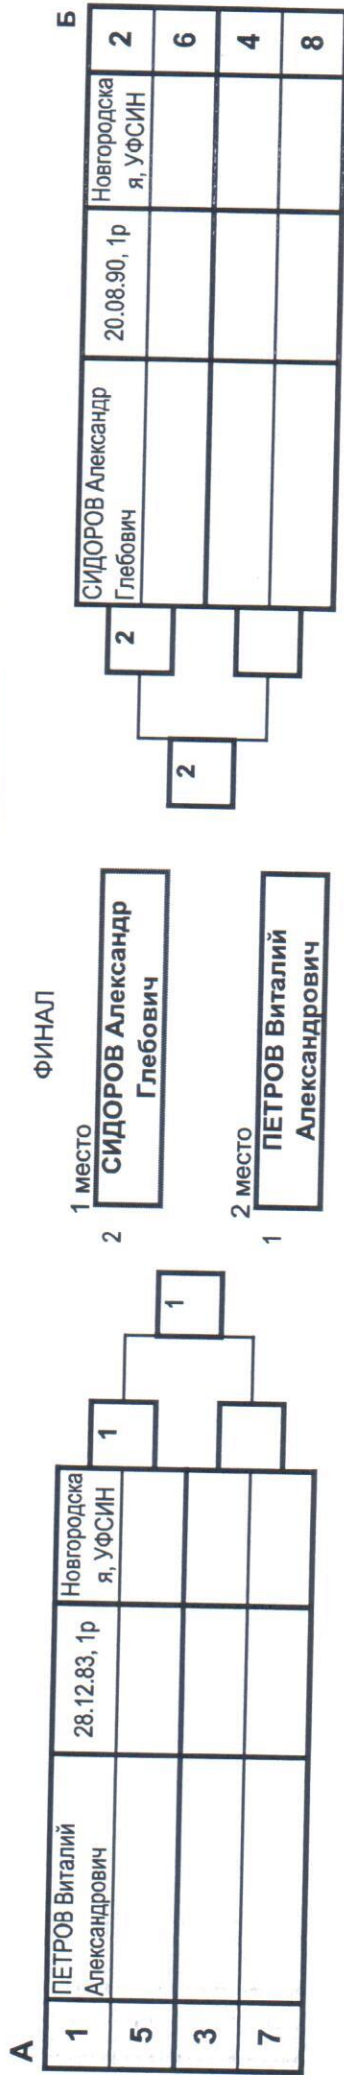 А
1
ПЕТРОВ Виталий
Александрович
28.12.83, 1р
Новгородска
я, УФСИН
5
3
7
1
1
ФИНАЛ
1 место
2
СИДОРОВ Александр
Глебович
2 место
1
ПЕТРОВ Виталий
Александрович
Б
2
2
СИДОРОВ Александр
Глебович
20.08.90, 1р
Новгородска
я, УФСИН
2
6
4
8